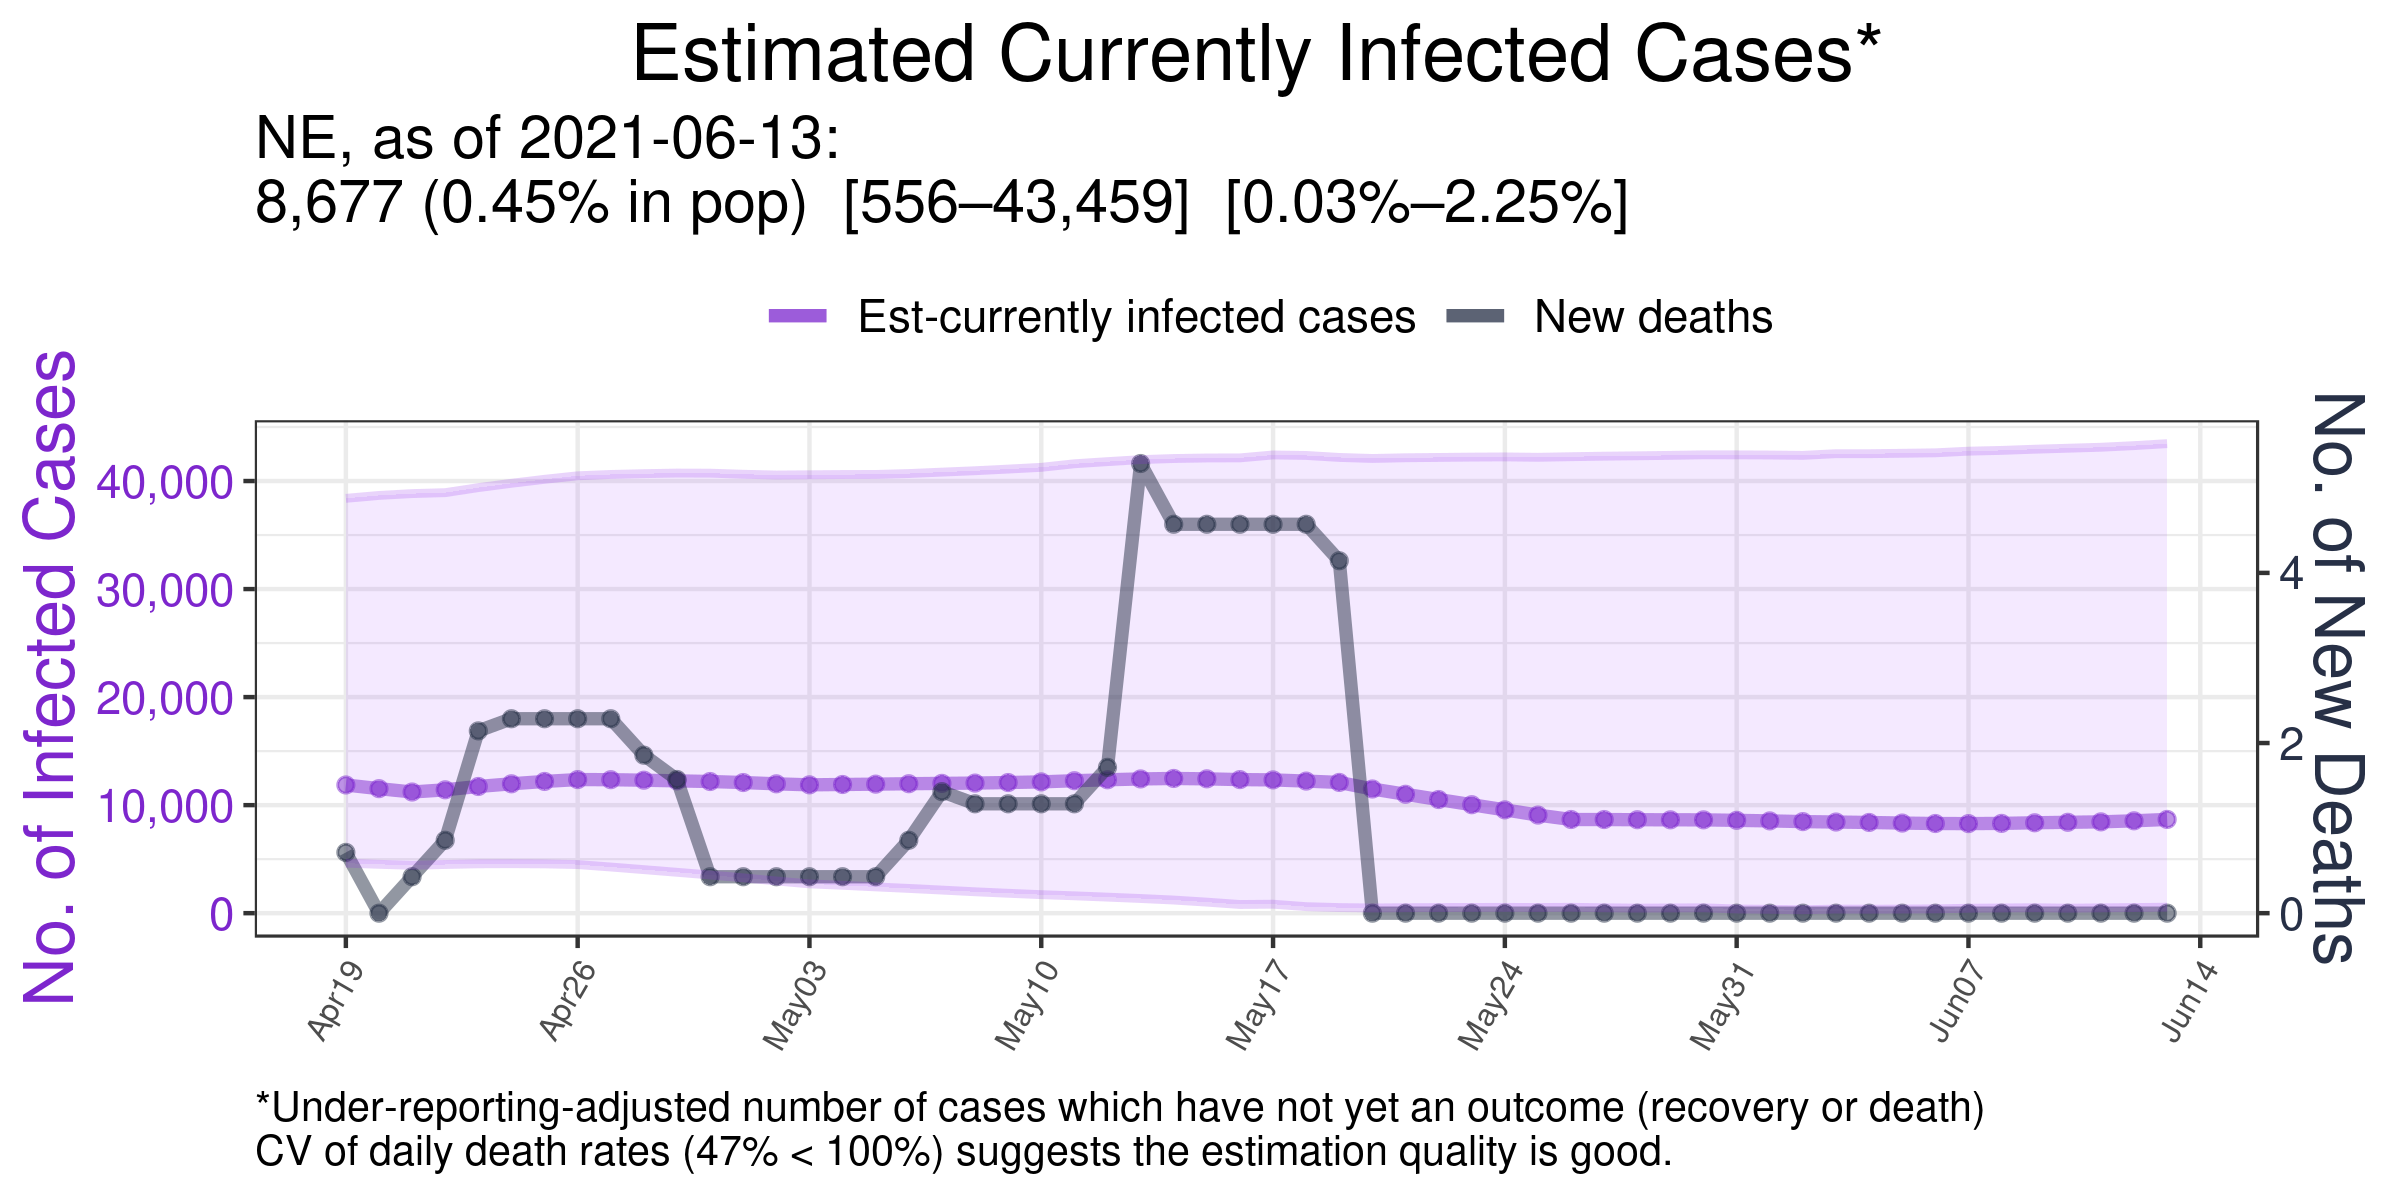 Estimated Currently Infected Cases*
NE, as of 2021-06-13:
8,677 (0.45% in pop)  [556–43,459]  [0.03%–2.25%]
Est-currently infected cases
New deaths
No. of Infected Cases
40,000
30,000
20,000
10,000
0
No. of New Deaths
4
2
0
Apr19
Apr26
May03
May10
May17
May24
May31
Jun07
Jun14
*Under-reporting-adjusted number of cases which have not yet an outcome (recovery or death)
CV of daily death rates (47% < 100%) suggests the estimation quality is good.